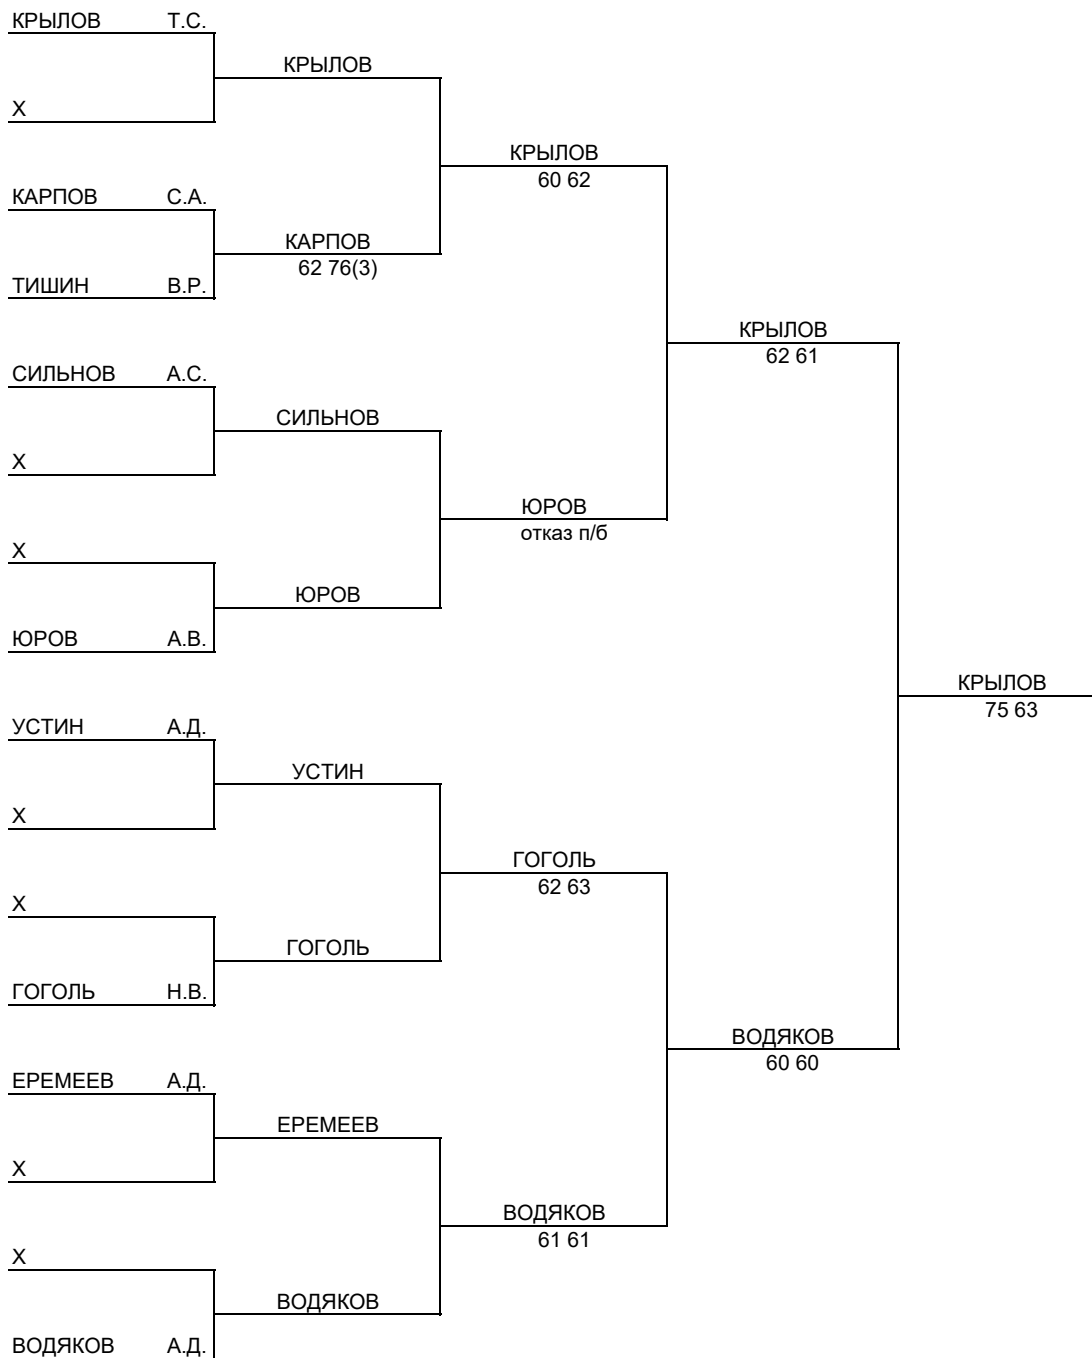 КРЫЛОВ Т.С.
КРЫЛОВ
Х
КРЫЛОВ
60 62
КАРПОВ С.А.
КАРПОВ
62 76(3)
ТИШИН В.Р.
КРЫЛОВ
62 61
СИЛЬНОВ А.С.
СИЛЬНОВ
Х
ЮРОВ
отказ п/б
Х
ЮРОВ
ЮРОВ А.В.
КРЫЛОВ
75 63
УСТИН А.Д.
УСТИН
Х
ГОГОЛЬ
62 63
Х
ГОГОЛЬ
ГОГОЛЬ Н.В.
ВОДЯКОВ
60 60
ЕРЕМЕЕВ А.Д.
ЕРЕМЕЕВ
Х
ВОДЯКОВ
61 61
Х
ВОДЯКОВ
ВОДЯКОВ А.Д.